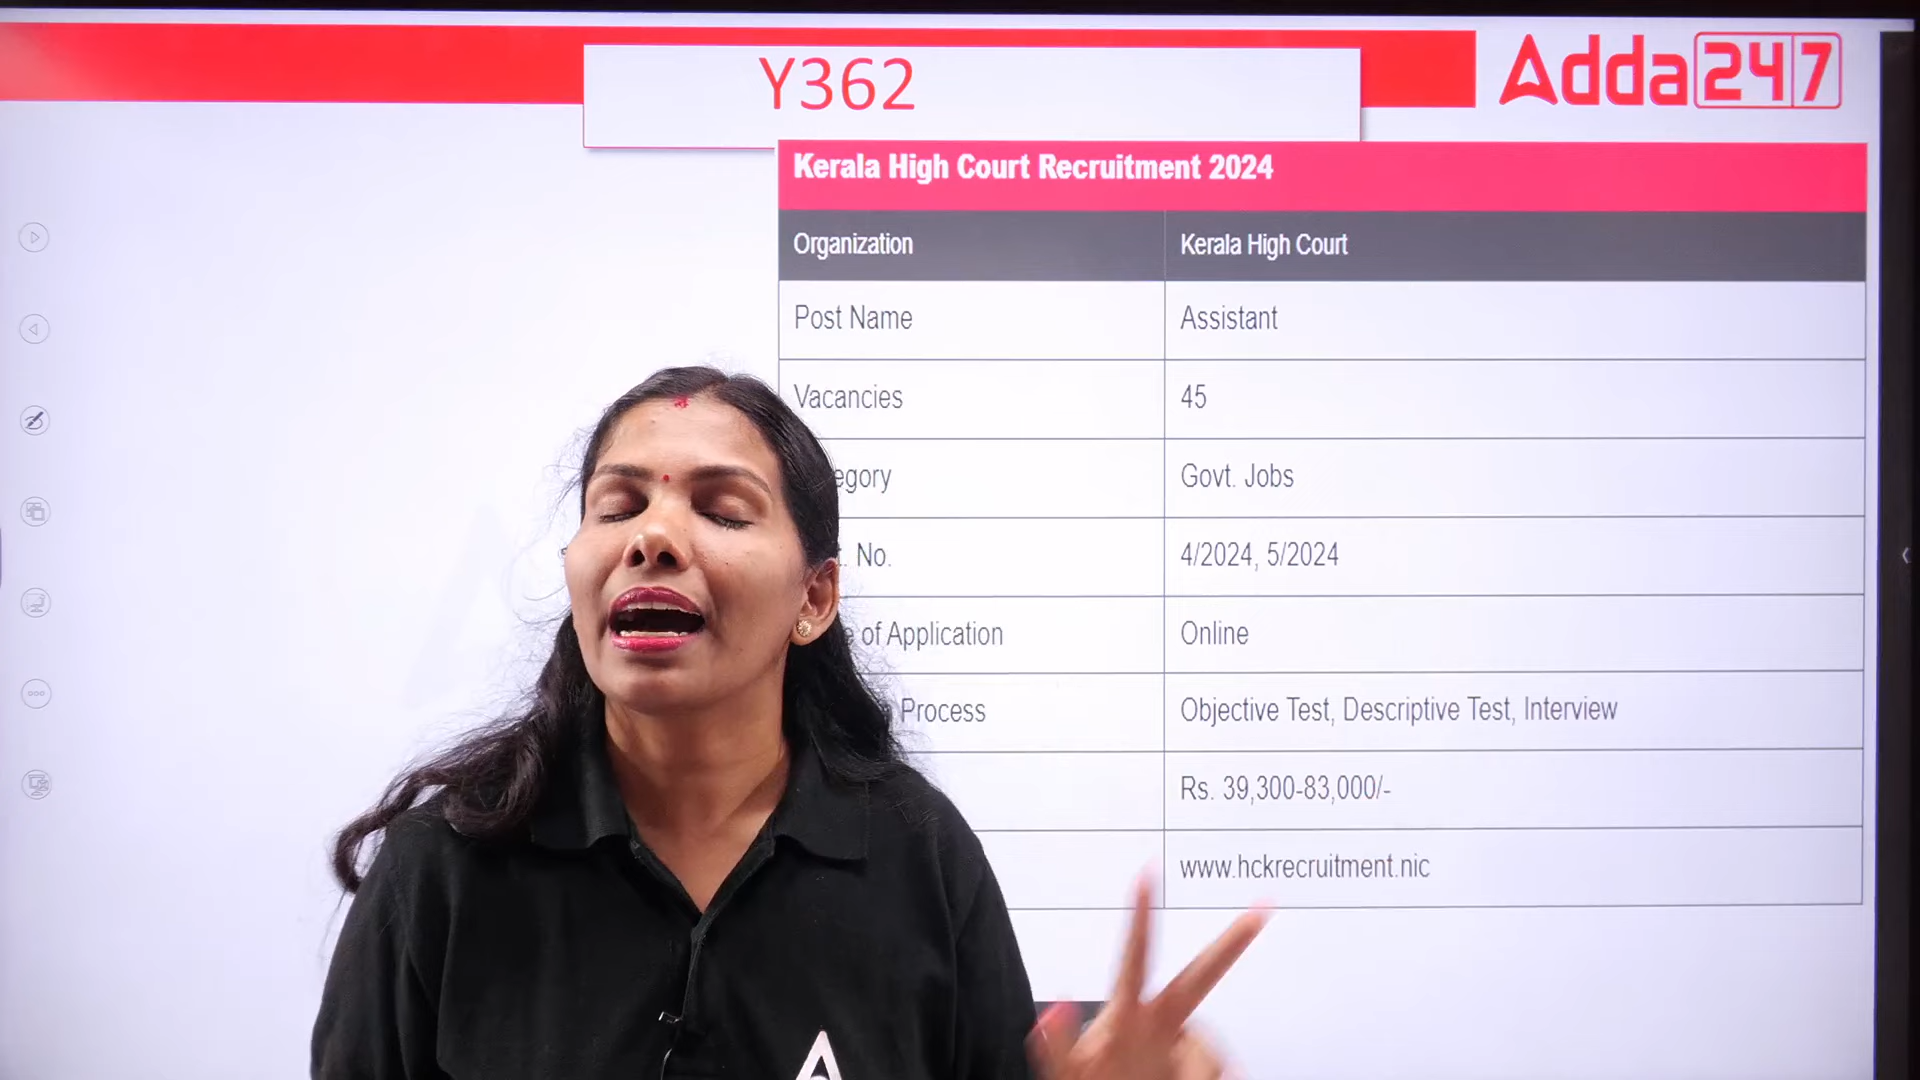 Y362
Adda247
Kerala High Court Recruitment 2024
Organization Kerala High Court
Post Name Assistant
Vacancies 45
egory Govt. Jobs
. No. 4/2024, 5/2024
of Application Online
Process Objective Test, Descriptive Test, Interview
Rs. 39,300-83,000/-
www.hckrecruitment.nic